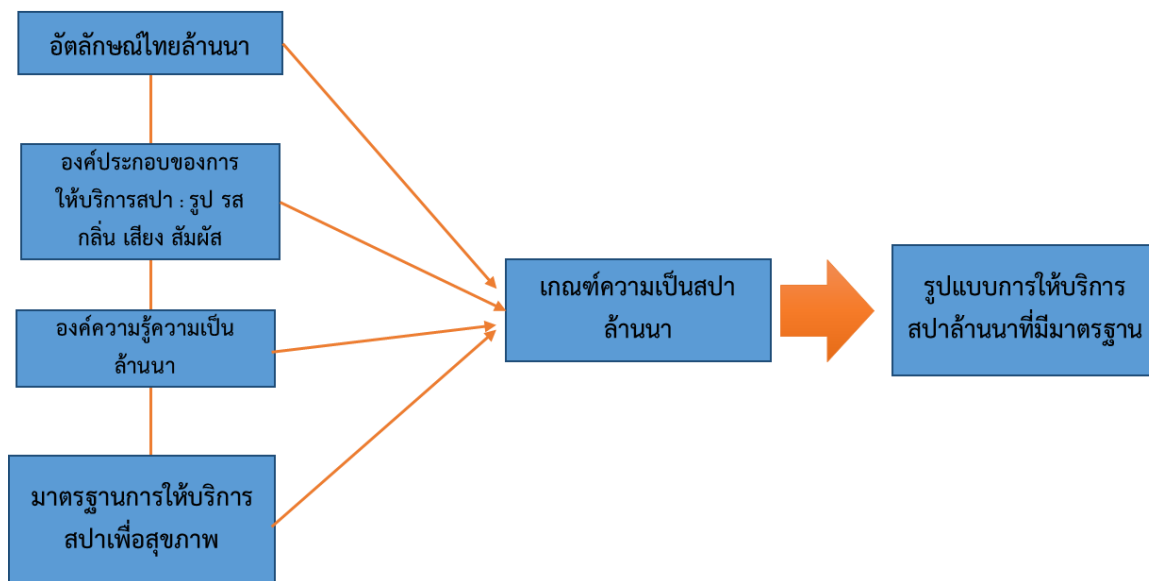 อัตลักษณ์ไทยล้านนา
องค์ประกอบของการ
ให้บริการสปา : รูป รส
กลิ่น เสียง สัมผัส
องค์ความรู้ความเป็น
ล้านนา
มาตรฐานการให้บริการ
สปาเพื่อสุขภาพ
เกณฑ์ความเป็นสปา
ล้านนา
รูปแบบการให้บริการ
สปาล้านนาที่มีมาตรฐาน